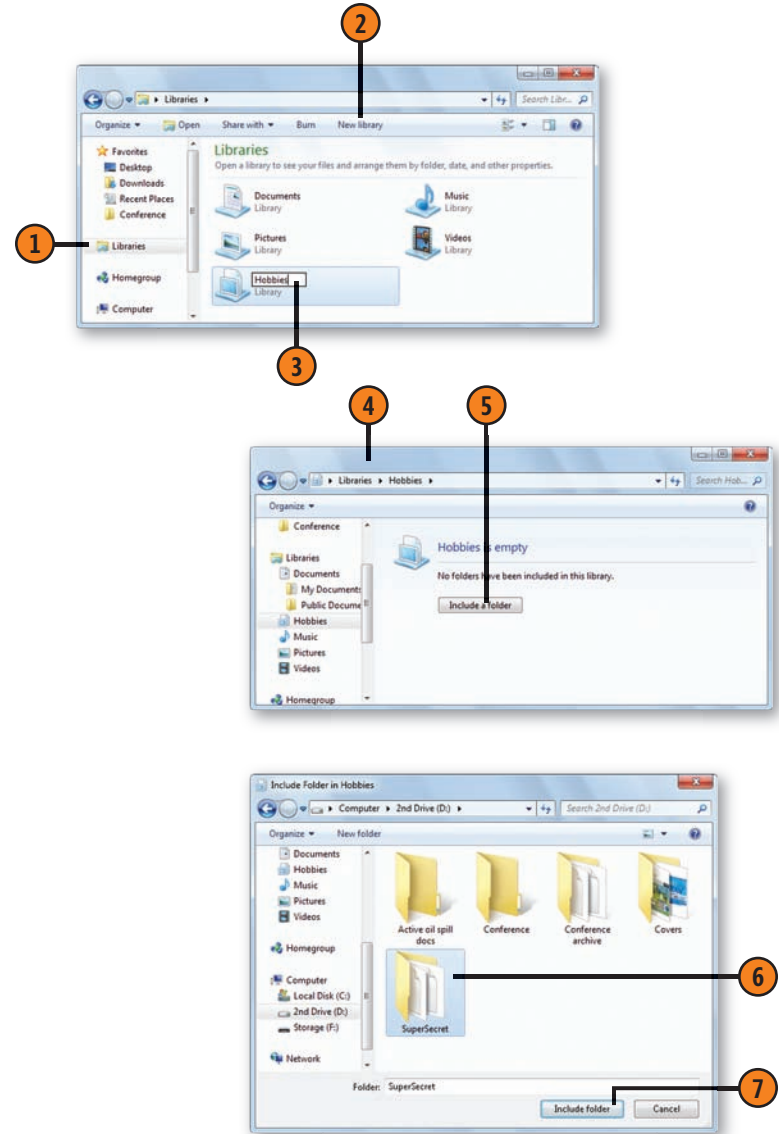 2
Libraries
Search Libr...
Organize Open Share with Burn New library
Favorites
Desktop
Downloads
Recent Places
Conference
Libraries
Homegroup
Computer
Libraries
Open a library to see your files and arrange them by folder, date, and other properties.
Documents
Library
Music
Library
Pictures
Library
Videos
Library
Hobbies
Library
1
3
4
5
Libraries Hobbies
Search Hob...
Organize
Conference
Libraries
Documents
My Documents
Public Docume
Hobbies
Music
Pictures
Videos
Homegroup
Hobbies is empty
No folders have been included in this library.
Include a folder
Include Folder in Hobbies
Computer 2nd Drive (D:)
Search 2nd Drive (D:)
Organize New folder
Documents
Hobbies
Music
Pictures
Videos
Homegroup
Computer
Local Disk (C:)
2nd Drive (D:)
Storage (F:)
Network
Active oil spill
docs
Conference
Conference
archive
Covers
SuperSecret
6
Folder: SuperSecret
7
Include folder Cancel